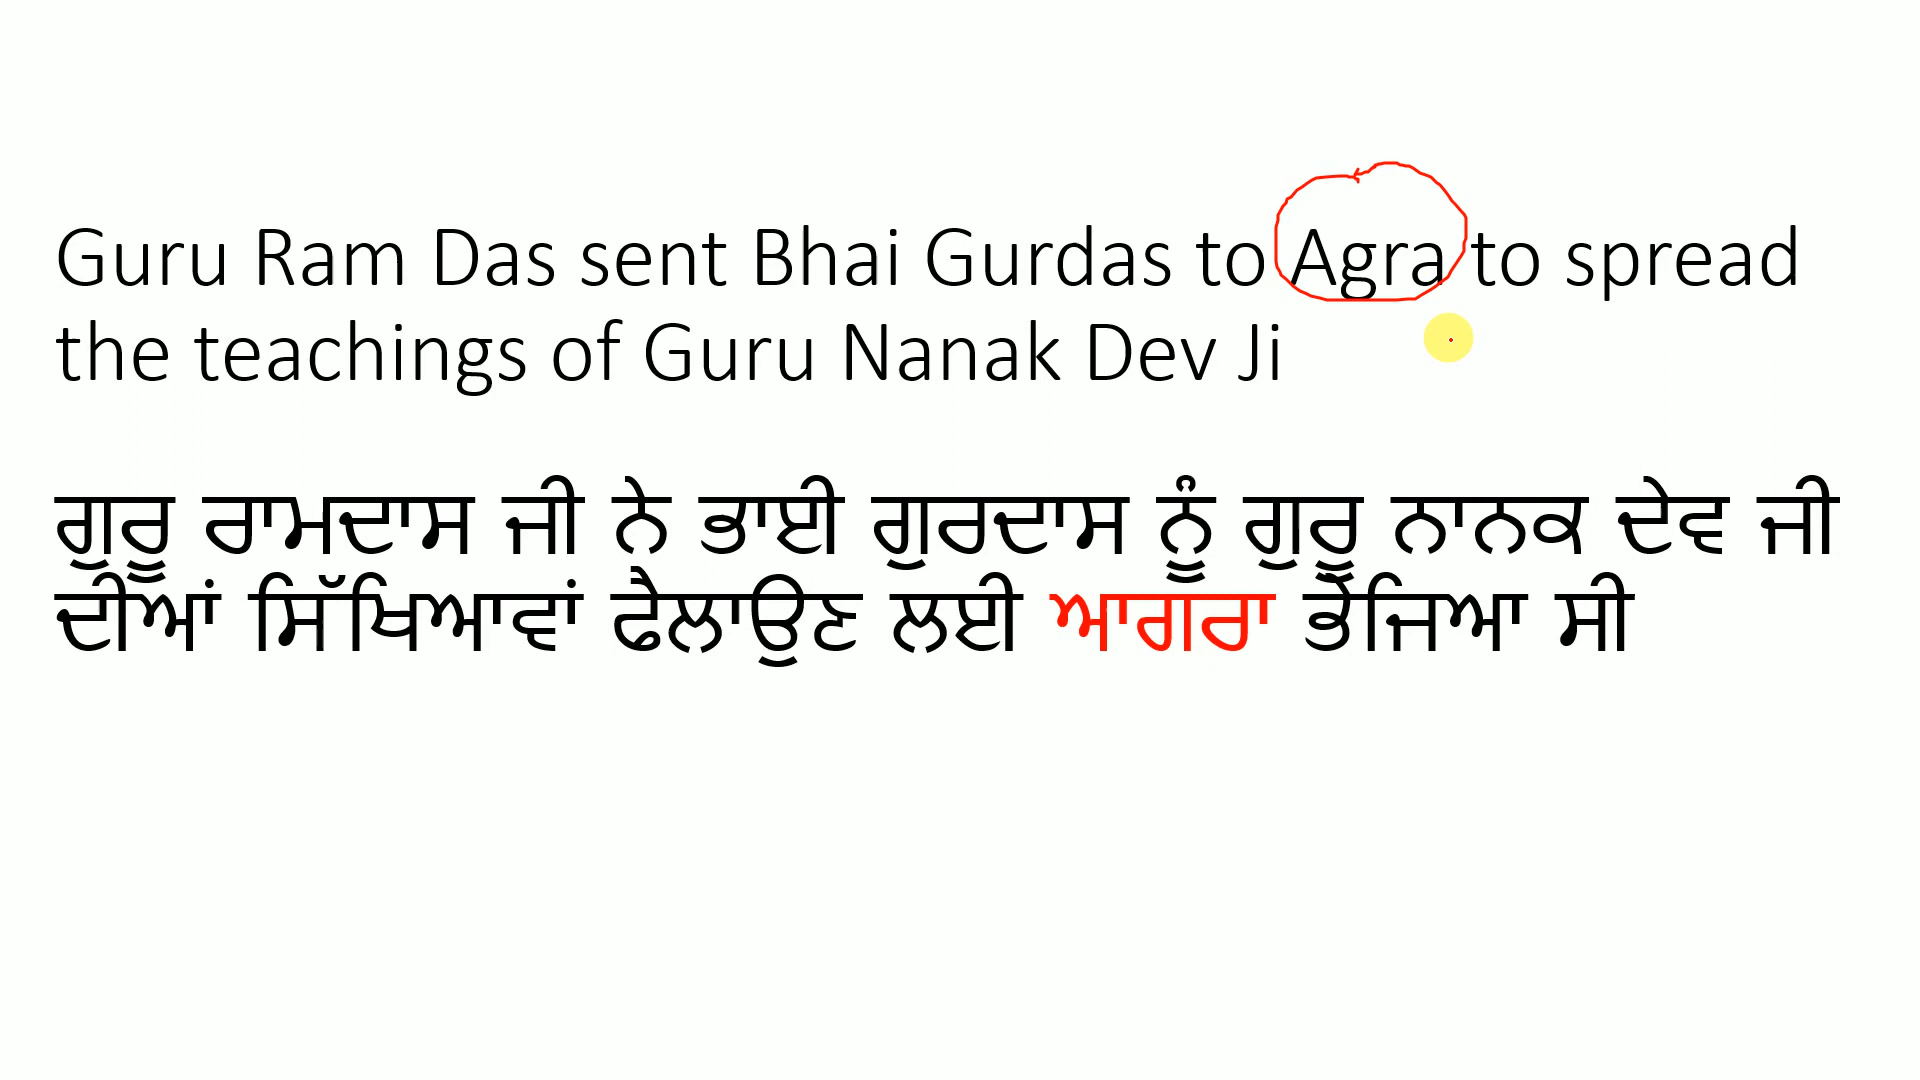 Guru Ram Das sent Bhai Gurdas to Agra to spread
the teachings of Guru Nanak Dev Ji
ਗੁਰੂ ਰਾਮਦਾਸ ਜੀ ਨੇ ਭਾਈ ਗੁਰਦਾਸ ਨੂੰ ਗੁਰੂ ਨਾਨਕ ਦੇਵ ਜੀ
ਦੀਆਂ ਸਿੱਖਿਆਵਾਂ ਫੈਲਾਉਣ ਲਈ ਆਗਰਾ ਭੇਜਿਆ ਸੀ